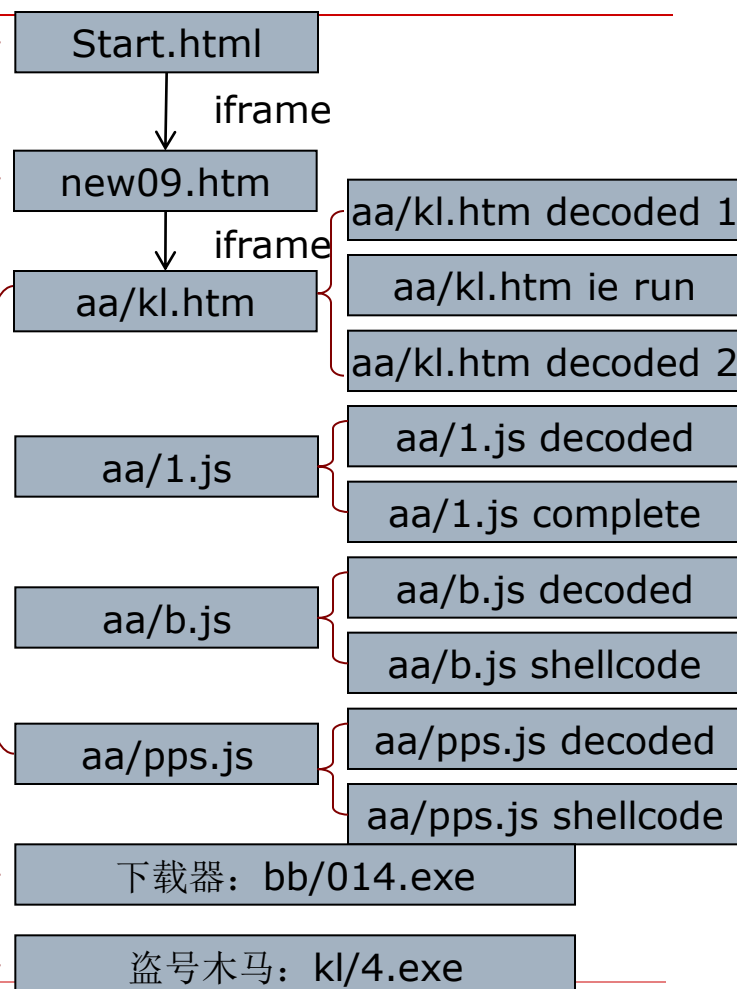 Start.html
iframe
new09.htm
iframe
aa/kl.htm
aa/kl.htm decoded 1
aa/kl.htm ie run
aa/kl.htm decoded 2
aa/1.js
aa/1.js decoded
aa/1.js complete
aa/b.js
aa/b.js decoded
aa/b.js shellcode
aa/pps.js
aa/pps.js decoded
aa/pps.js shellcode
下载器：bb/014.exe
盗号木马：kl/4.exe